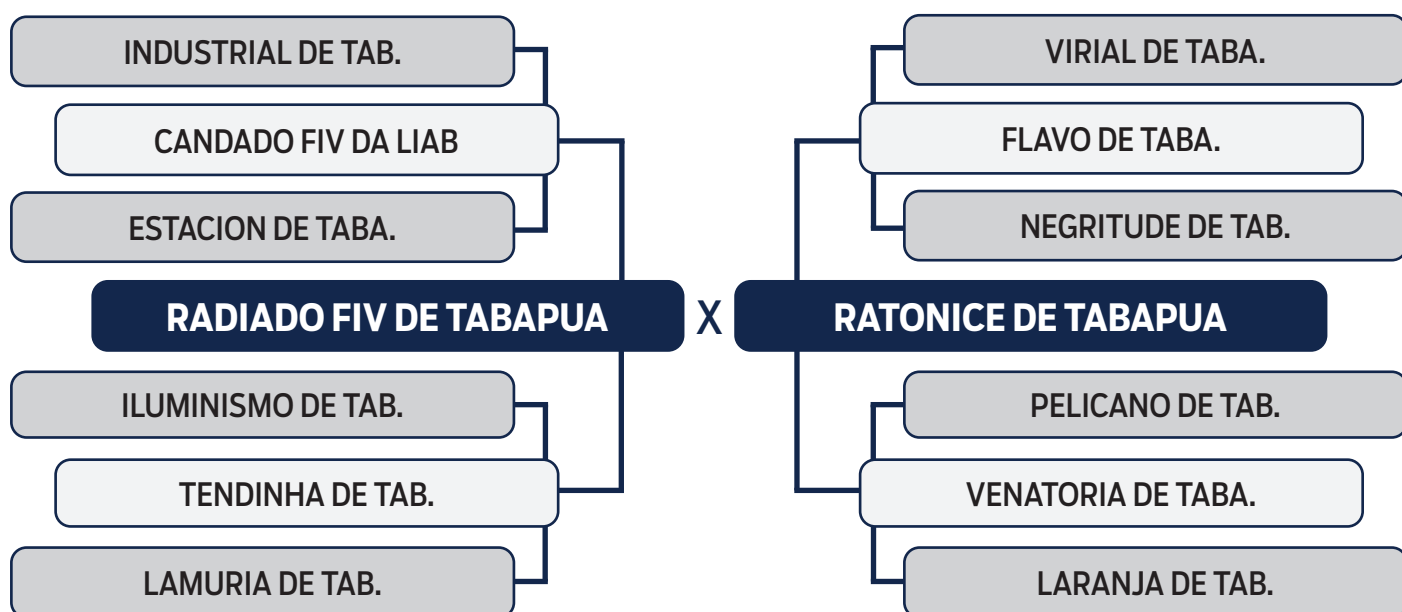 INDUSTRIAL DE TAB.
VIRIAL DE TABA.
CANDADO FIV DA LIAB
FLAVO DE TABA.
ESTACION DE TABA.
NEGRITUDE DE TAB.
RADIADO FIV DE TABAPUA X RATONICE DE TABAPUA
ILUMINISMO DE TAB.
PELICANO DE TAB.
TENDINHA DE TAB.
VENATORIA DE TABA.
LAMURIA DE TAB.
LARANJA DE TAB.